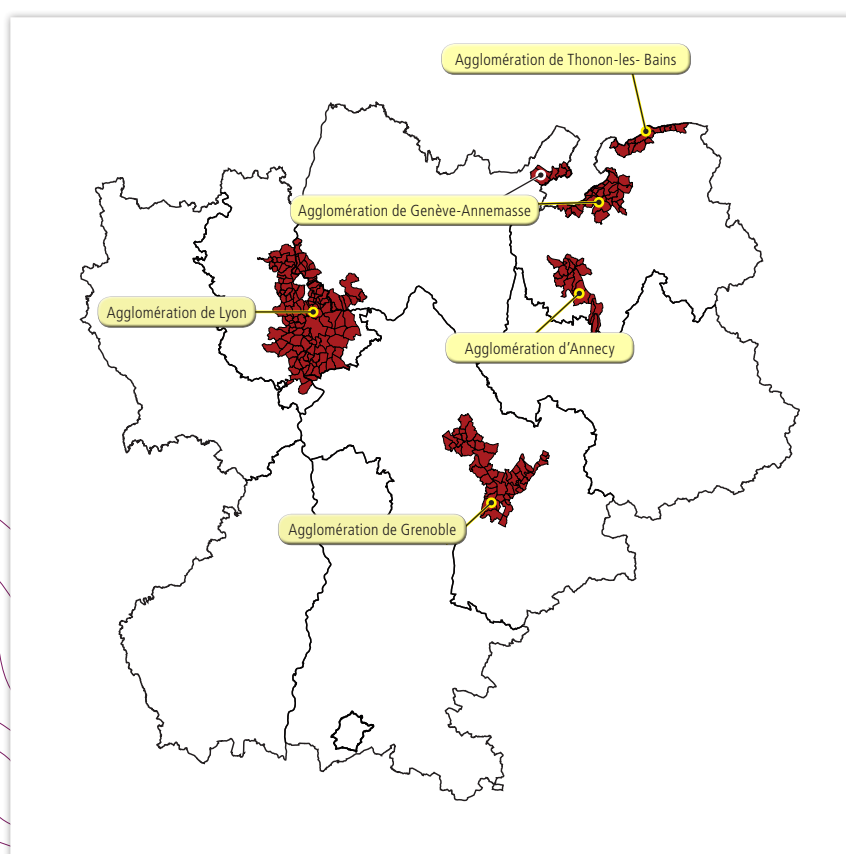 Agglomération de Thonon-les- Bains
Agglomération de Genève-Annemasse
Agglomération de Lyon
Agglomération d'Annecy
Agglomération de Grenoble